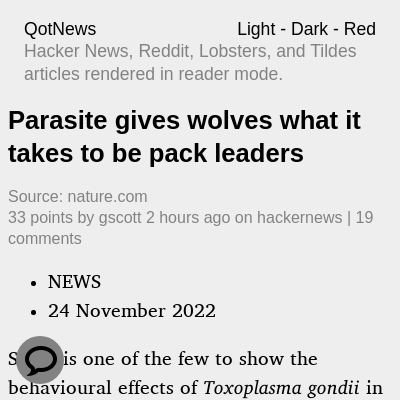 QotNews Light - Dark - Red
Hacker News, Reddit, Lobsters, and Tildes
articles rendered in reader mode.
Parasite gives wolves what it
takes to be pack leaders
Source: nature.com
33 points by gscott 2 hours ago on hackernews | 19
comments
• NEWS
• 24 November 2022
is one of the few to show the
behavioural effects of Toxoplasma gondii in